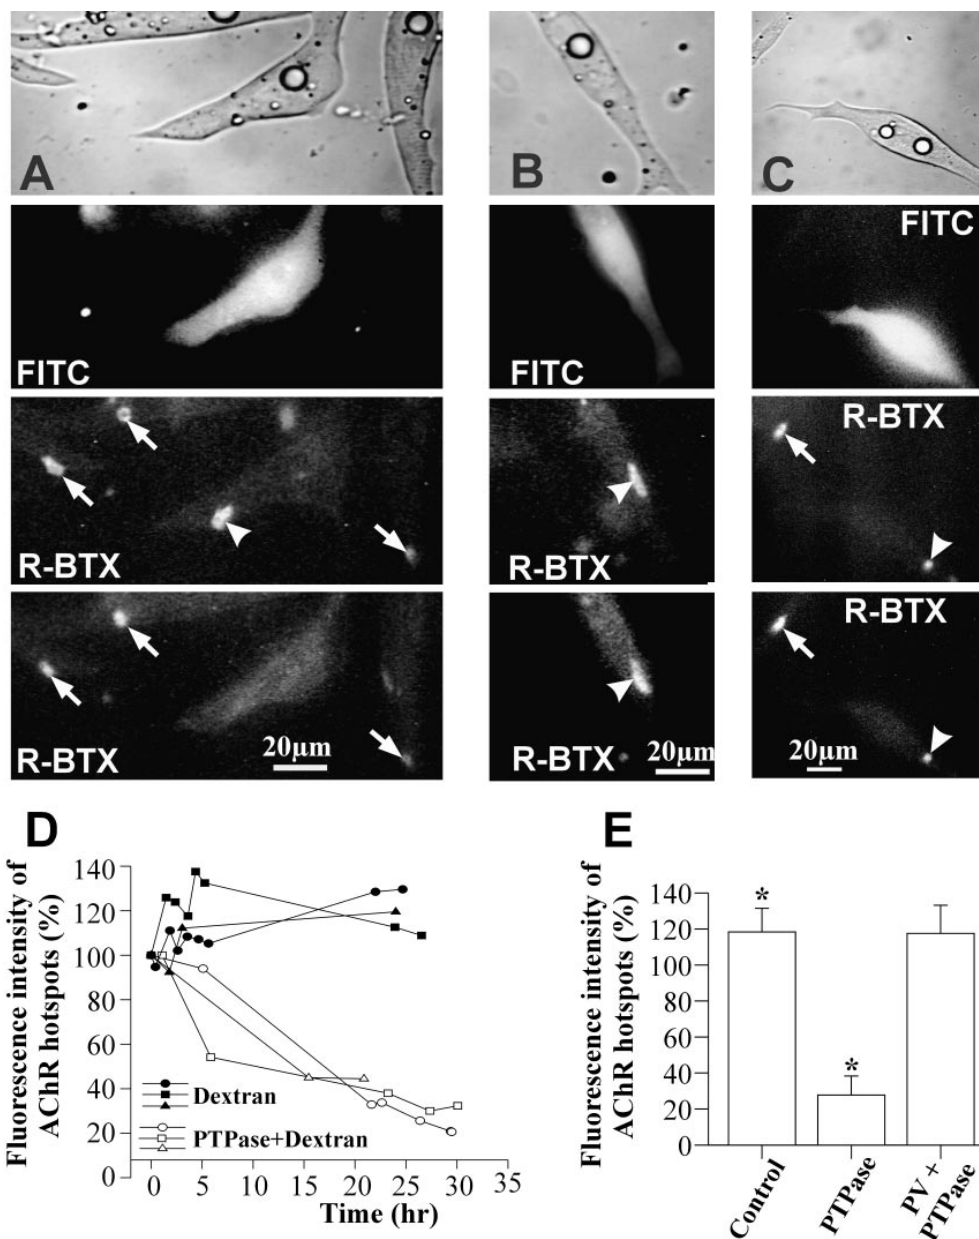 A
B
C
FITC
FITC
FITC
R-BTX
R-BTX
R-BTX
R-BTX
20µm
R-BTX
20µm
R-BTX
20µm
D
Fluorescence intensity of
AChR hotspots (%)
140
120
100
80
60
40
20
0
Dextran
PTPase+Dextran
0 5 10 15 20 25 30 35
Time (hr)
E
Fluorescence intensity of
AChR hotspots (%)
140
120
100
80
60
40
20
0
*
*
Control
PTPase
PV +
PTPase